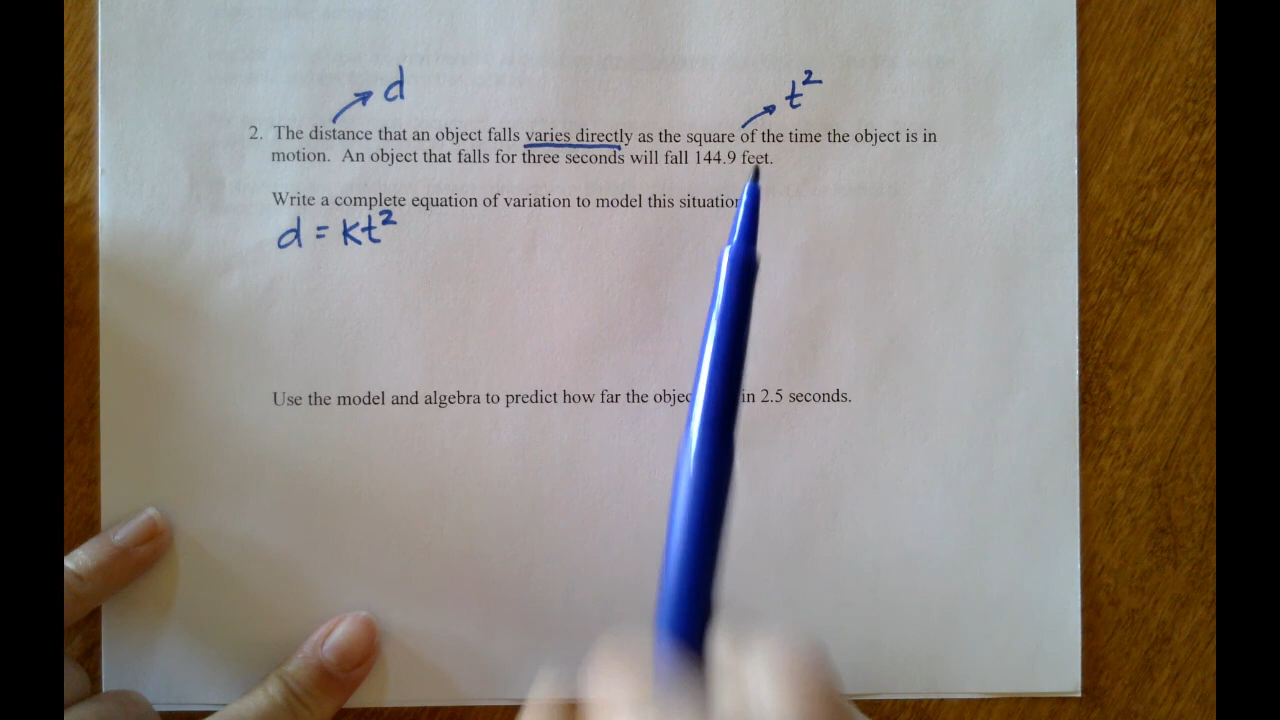 d
t²
2. The distance that an object falls varies directly as the square of the time the object is in
motion. An object that falls for three seconds will fall 144.9 feet.
Write a complete equation of variation to model this situation
d = kt²
Use the model and algebra to predict how far the in 2.5 seconds.